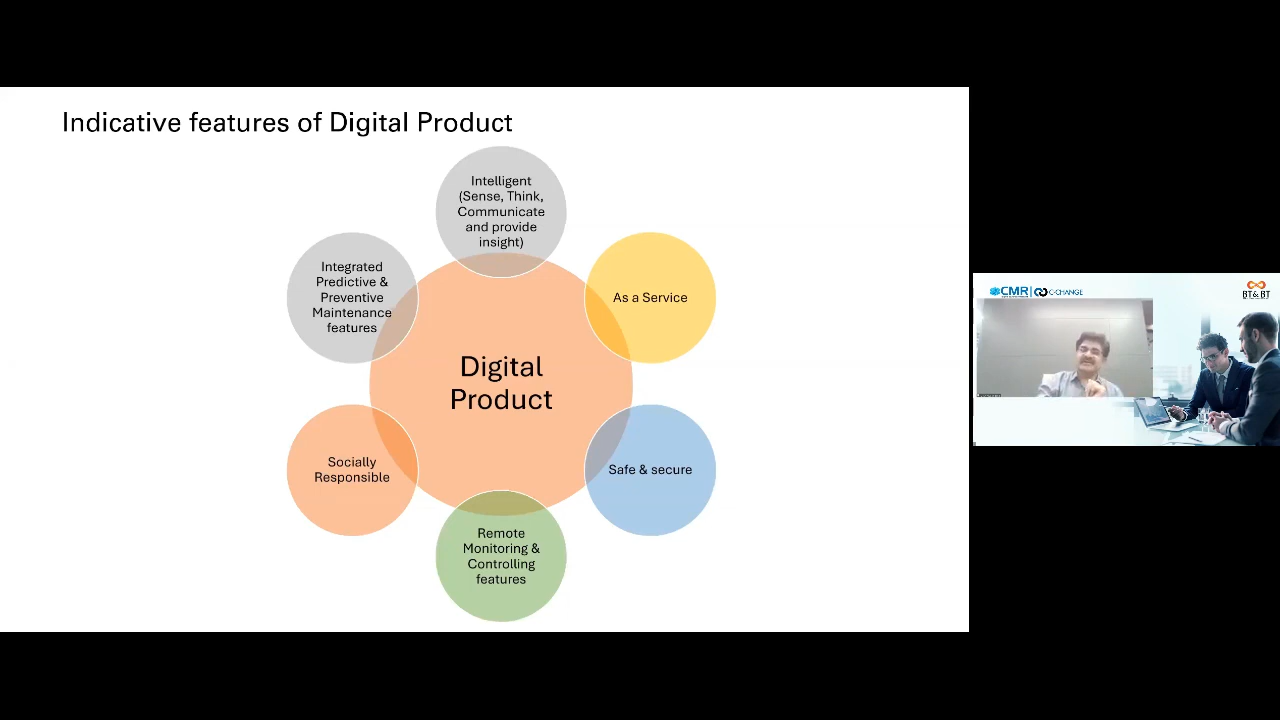 Indicative features of Digital Product
Intelligent
(Sense, Think,
Communicate
and provide
insight)
As a Service
Safe & secure
Remote
Monitoring &
Controlling
features
Socially
Responsible
Integrated
Predictive &
Preventive
Maintenance
features
Digital
Product
CMR
C-CHANGE
BT&BT